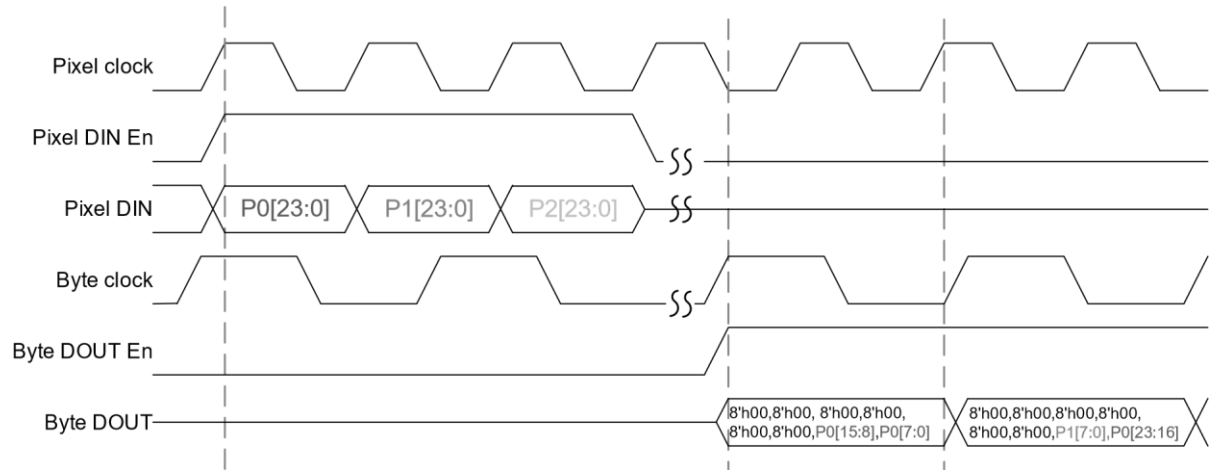 Pixel clock
Pixel DIN En
Pixel DIN
P0[23:0]
P1[23:0]
P2[23:0]
Byte clock
Byte DOUT En
Byte DOUT
8'h00,8'h00, 8'h00,8'h00,
8'h00,8'h00,P0[15:8],P0[7:0]
8'h00,8'h00,8'h00,8'h00,
8'h00,8'h00,P1[7:0],P0[23:16]